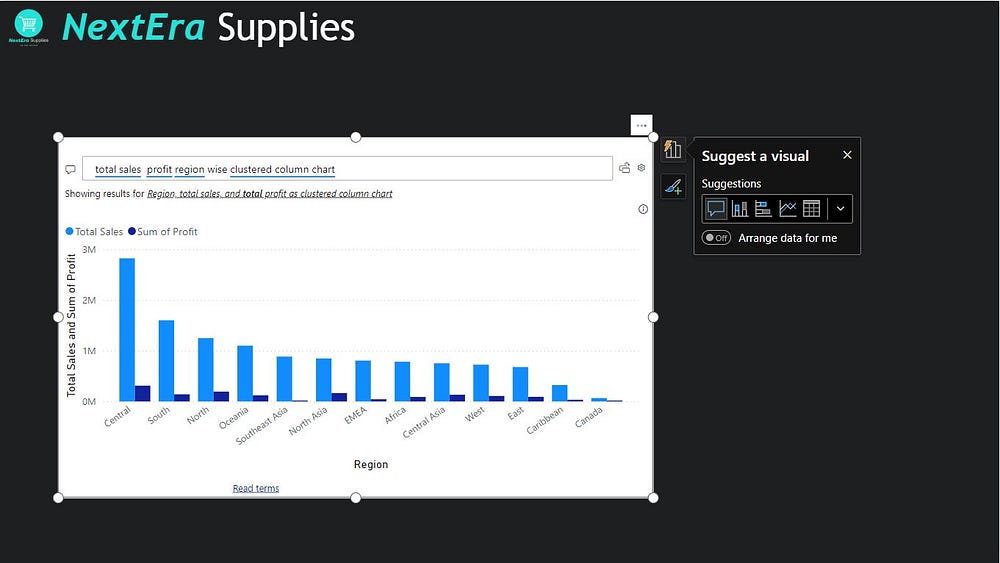 NextEra Supplies
NextEra Supplies
...
total sales profit region wise clustered column chart
Showing results for Region, total sales, and total profit as clustered column chart
Total Sales Sum of Profit
Total Sales and Sum of Profit
3M
2M
1M
0M
Central
South
North
Oceania
Southeast Asia
North Asia
EMEA
Africa
Central Asia
West
East
Caribbean
Canada
Region
Read terms
Suggest a visual
Suggestions
Off Arrange data for me